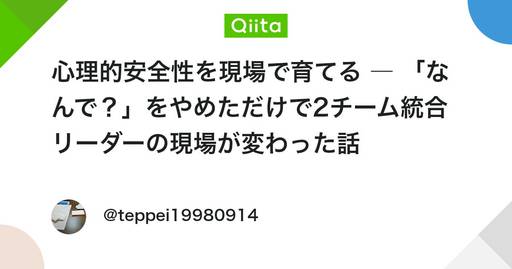 Qiita
心理的安全性を現場で育てる ― 「な
んで？」をやめただけで2チーム統合
リーダーの現場が変わった話
@teppei19980914